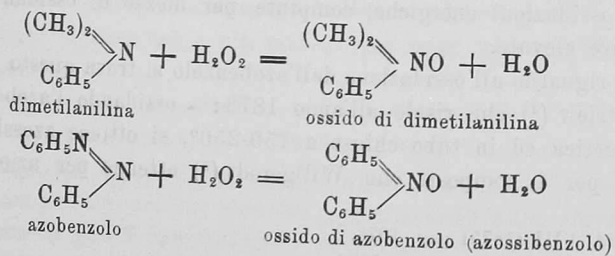 (CH₃)₂
N + H₂O₂ =
C₆H₅
dimetilanilina
(CH₃)₂
NO + H₂O
C₆H₅
ossido di dimetilanilina
C₆H₅N
N + H₂O₂ =
C₆H₅
azobenzolo
C₆H₅
NO + H₂O
C₆H₅
ossido di azobenzolo (azossibenzolo)